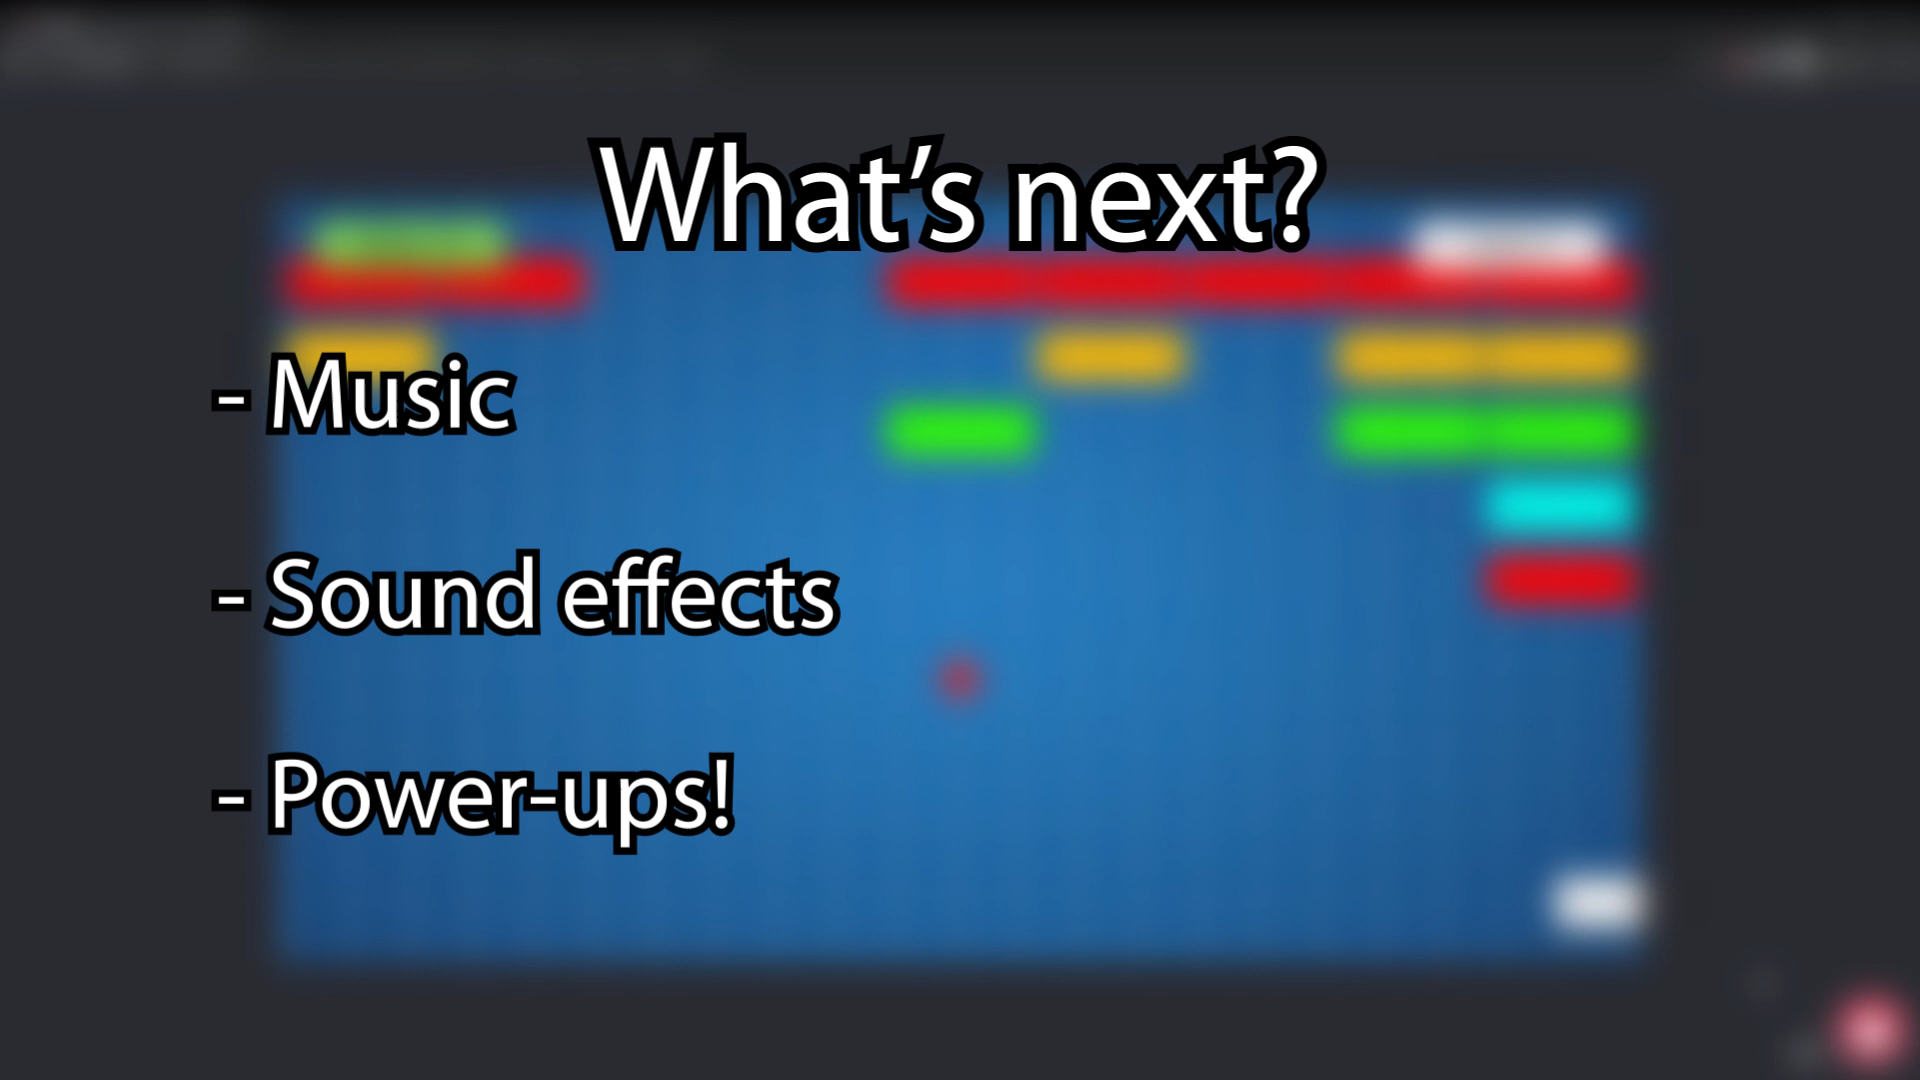 What’s next?
- Music
- Sound effects
- Power-ups!